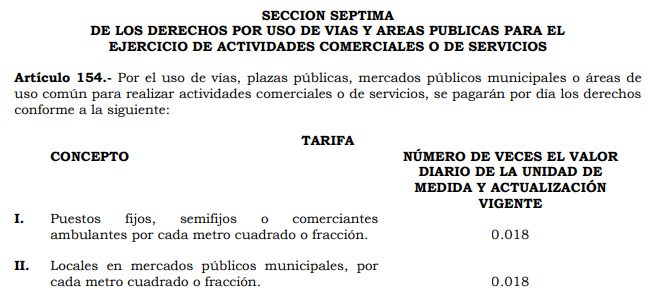 SECCION SEPTIMA
DE LOS DERECHOS POR USO DE VIAS Y AREAS PUBLICAS PARA EL
EJERCICIO DE ACTIVIDADES COMERCIALES O DE SERVICIOS
Artículo 154.- Por el uso de vías, plazas públicas, mercados públicos municipales o áreas de
uso común para realizar actividades comerciales o de servicios, se pagarán por día los derechos
conforme a la siguiente:
TARIFA
CONCEPTO
NÚMERO DE VECES EL VALOR
DIARIO DE LA UNIDAD DE
MEDIDA Y ACTUALIZACIÓN
VIGENTE
I. Puestos fijos, semifijos o comerciantes
ambulantes por cada metro cuadrado o fracción. 0.018
II. Locales en mercados públicos municipales, por
cada metro cuadrado o fracción. 0.018